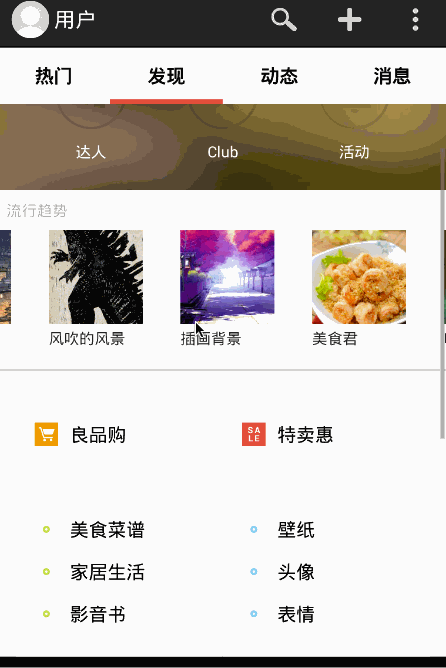 用户
热门 发现 动态 消息
达人 Club 活动
流行趋势
风吹的风景 插画背景 美食君
良品购 SALE 特卖惠
美食菜谱 壁纸
家居生活 头像
影音书 表情